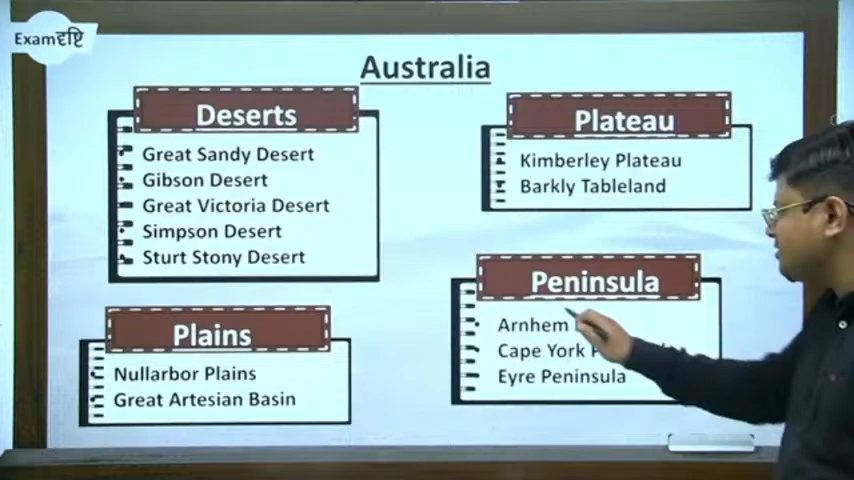 Examदृष्टि
Australia
Deserts
Great Sandy Desert
Gibson Desert
Great Victoria Desert
Simpson Desert
Sturt Stony Desert
Plateau
Kimberley Plateau
Barkly Tableland
Plains
Nullarbor Plains
Great Artesian Basin
Peninsula
Arnhem
Cape York
Eyre Peninsula